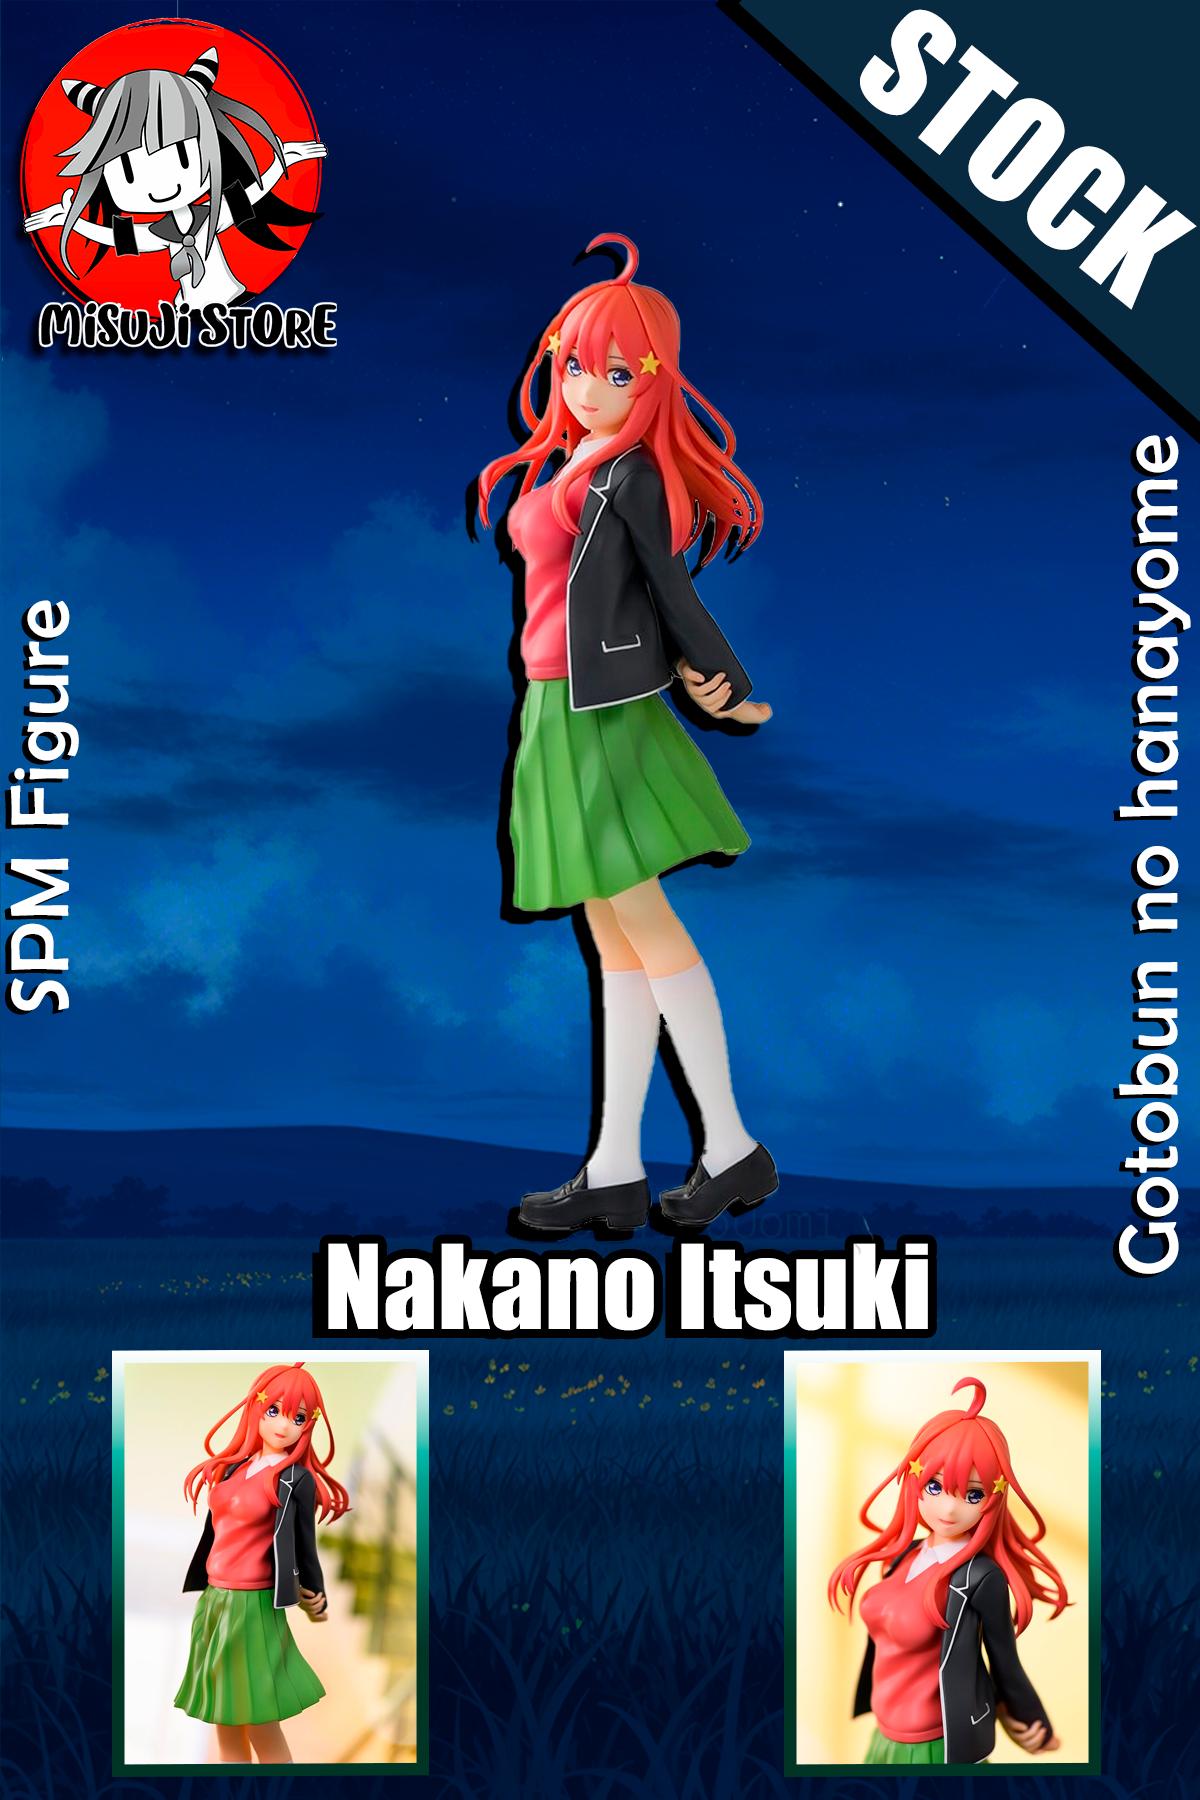 MiSUJi STORE
STOCK
SPM Figure
Gotobun no hanayome
Nakano Itsuki